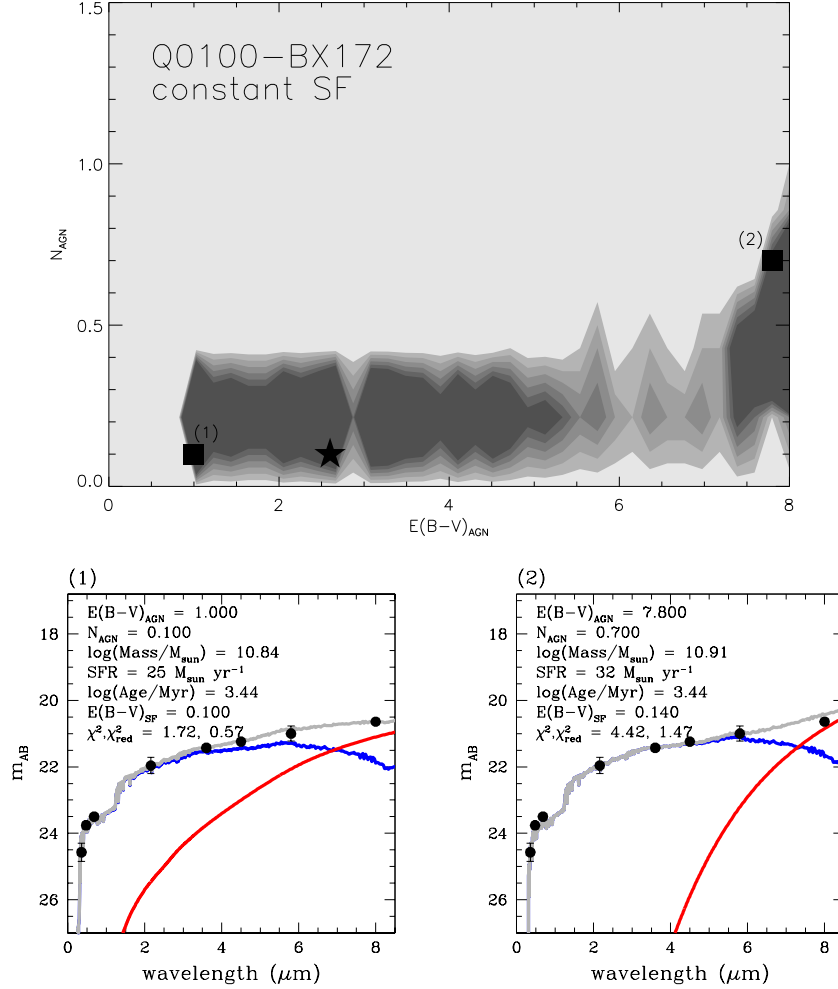 Q0100-BX172
constant SF
1.5
1.0
0.5
0.0
N_AGN
(1)
(2)
0 2 4 6 8
E(B-V)_AGN
(1)
E(B-V)_AGN = 1.000
N_AGN = 0.100
log(Mass/M_sun) = 10.84
SFR = 25 M_sun yr⁻¹
log(Age/Myr) = 3.44
E(B-V)_SF = 0.100
χ²,χ²_red = 1.72, 0.57
18
20
22
24
26
m_AB
0 2 4 6 8
wavelength (μm)
(2)
E(B-V)_AGN = 7.800
N_AGN = 0.700
log(Mass/M_sun) = 10.91
SFR = 32 M_sun yr⁻¹
log(Age/Myr) = 3.44
E(B-V)_SF = 0.140
χ²,χ²_red = 4.42, 1.47
18
20
22
24
26
m_AB
0 2 4 6 8
wavelength (μm)